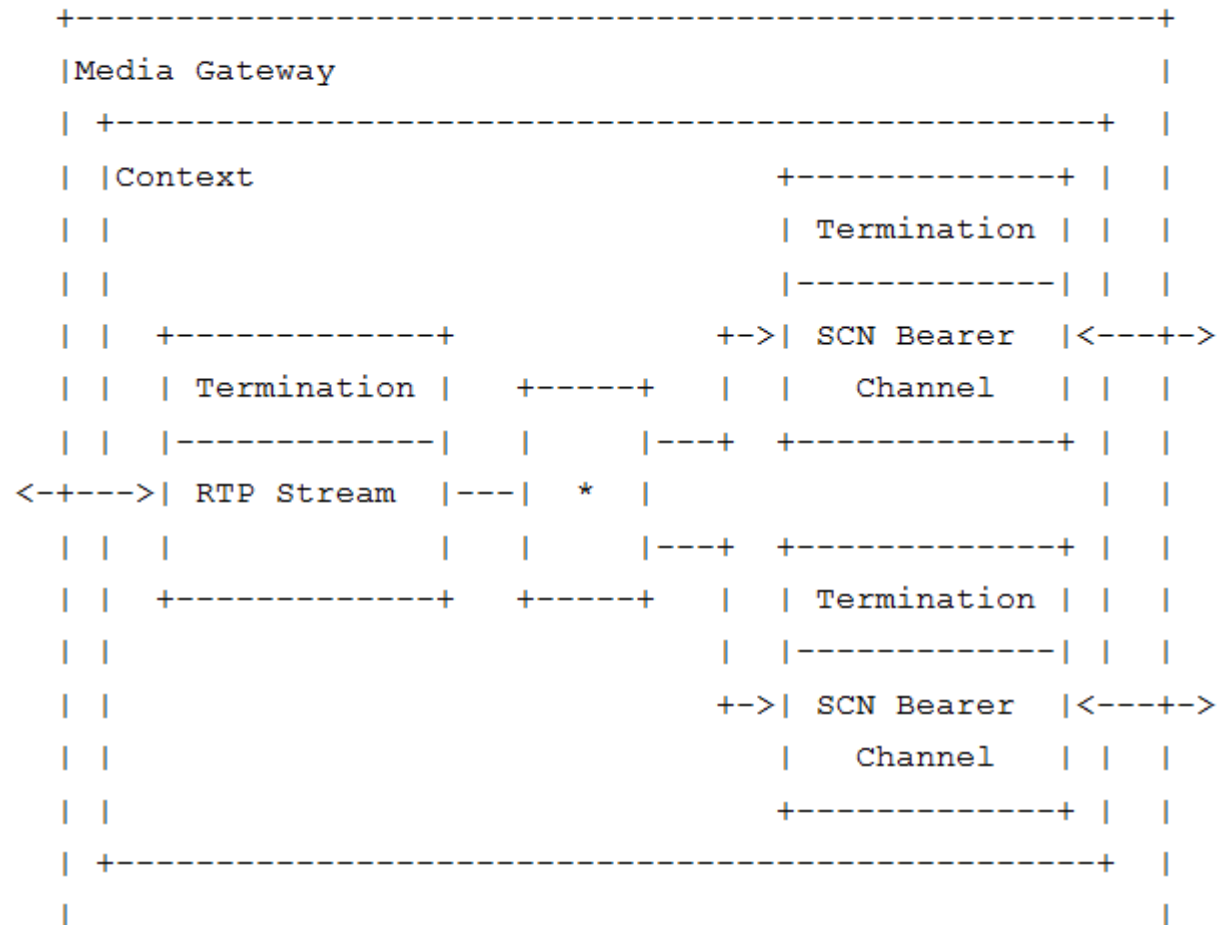 +------------------------------------------------------+
|Media Gateway                                         |
| +------------------------------------------------+  |
| |Context                          +-------------+ |  |
| |                                 | Termination | |  |
| |                                 |-------------| |  |
| |  +-------------+             +->| SCN Bearer  |<---+->
| |  | Termination |   +-----+   |  |   Channel   | |  |
| |  |-------------|   |     |---+  +-------------+ |  |
<-+--->| RTP Stream  |---|  *  |                      |  |
| |  |             |   |     |---+  +-------------+ |  |
| |  +-------------+   +-----+   |  | Termination | |  |
| |                              |  |-------------| |  |
| |                              +->| SCN Bearer  |<---+->
| |                                 |   Channel   | |  |
| |                                 +-------------+ |  |
| +------------------------------------------------+  |
|                                                      |